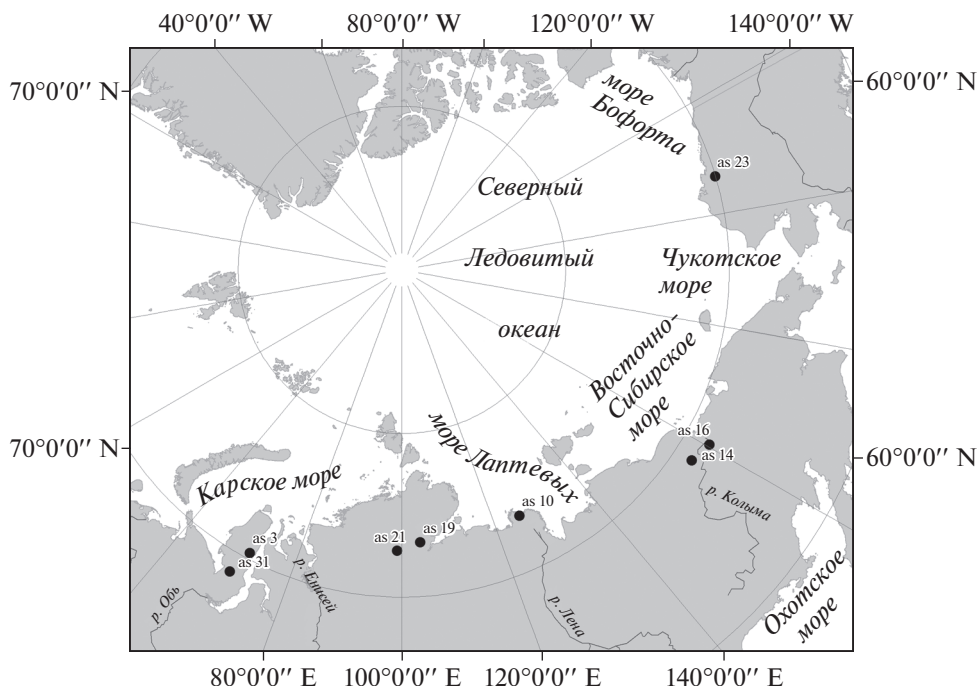 40°0′0′′ W
80°0′0′′ W
120°0′0′′ W
140°0′0′′ W
70°0′0′′ N
60°0′0′′ N
море
Бофорта
as 23
Северный
Ледовитый
океан
Чукотское
море
Восточно-
Сибирское
море
70°0′0′′ N
60°0′0′′ N
море Лаптевых
Карское море
as 16
as 14
as 10
as 19
as 21
as 3
as 31
р. Обь
р. Енисей
р. Лена
р. Колыма
Охотское
море
80°0′0′′ E
100°0′0′′ E
120°0′0′′ E
140°0′0′′ E